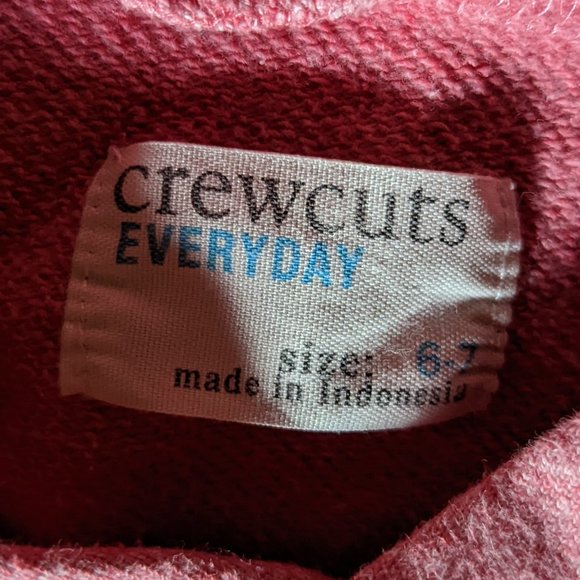 crewcuts
EVERYDAY
size: 6-7
made in Indonesia